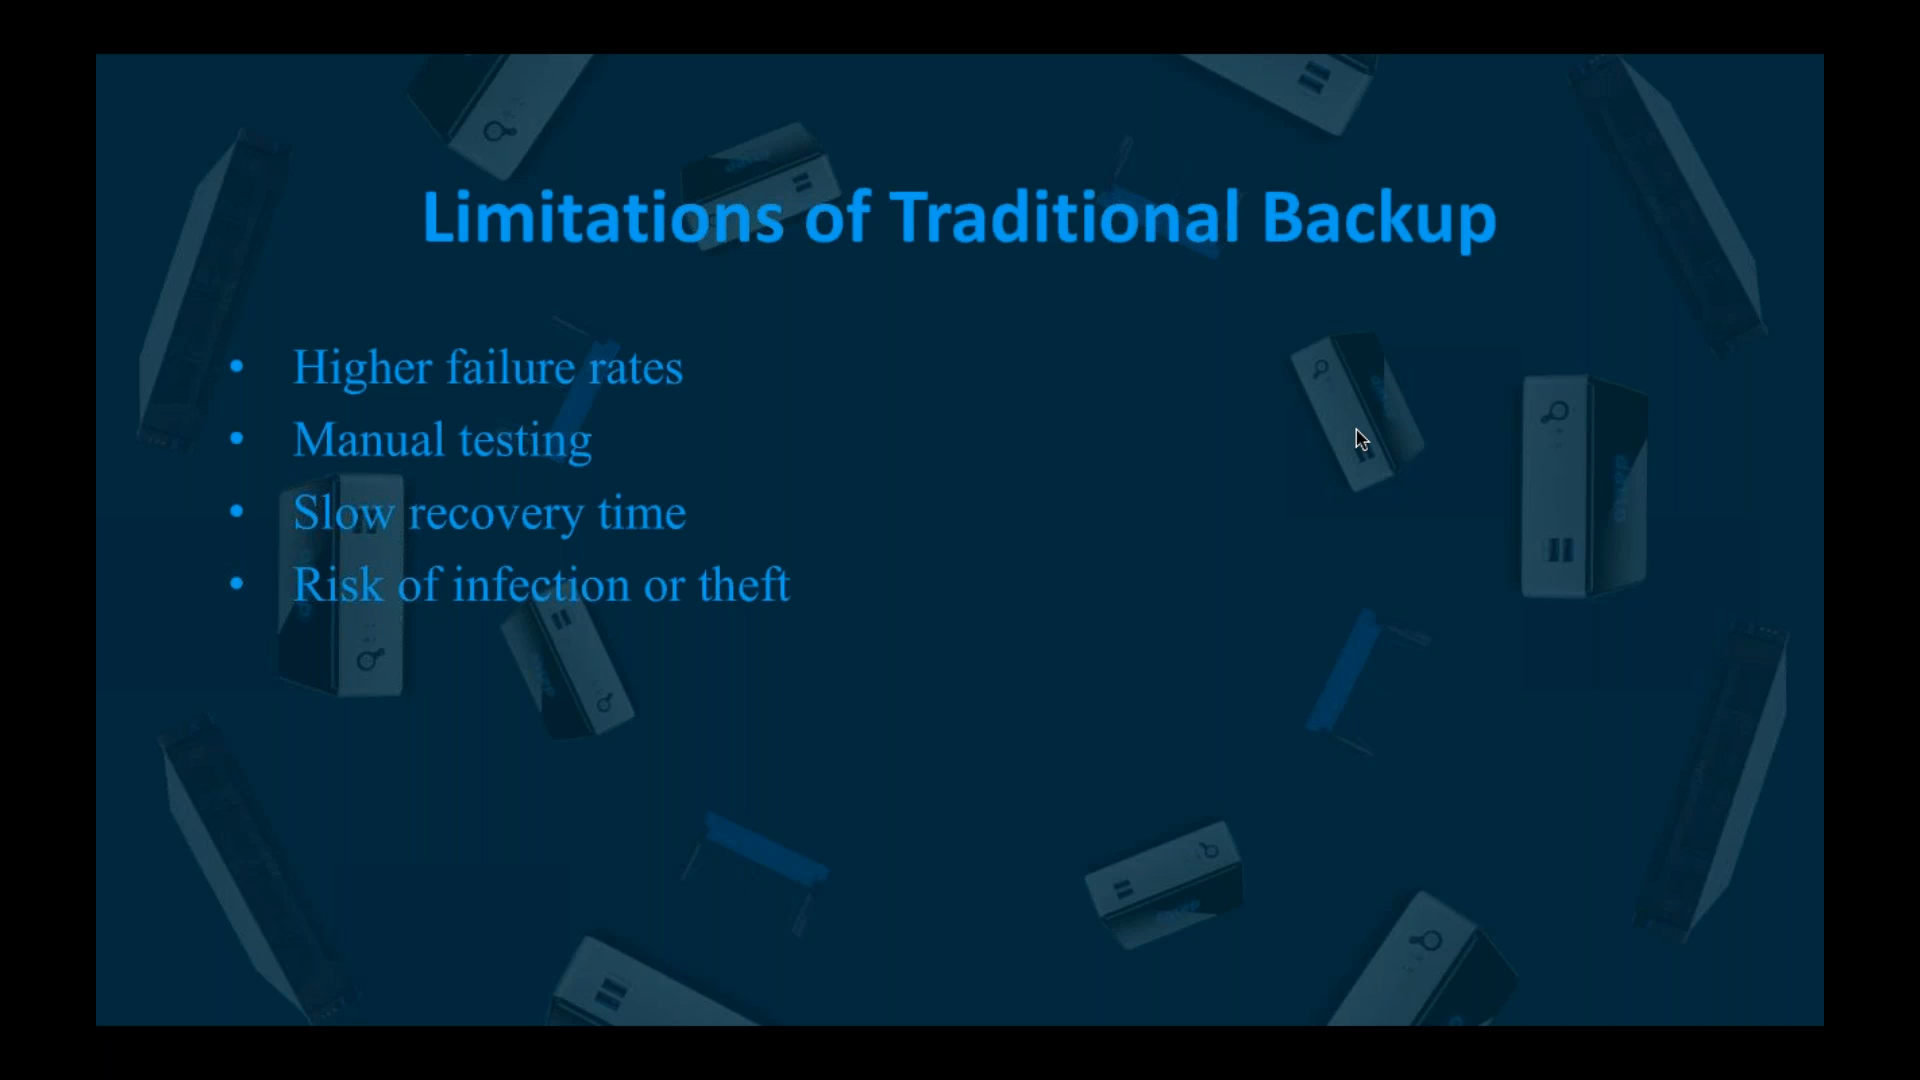 Limitations of Traditional Backup
• Higher failure rates
• Manual testing
• Slow recovery time
• Risk of infection or theft